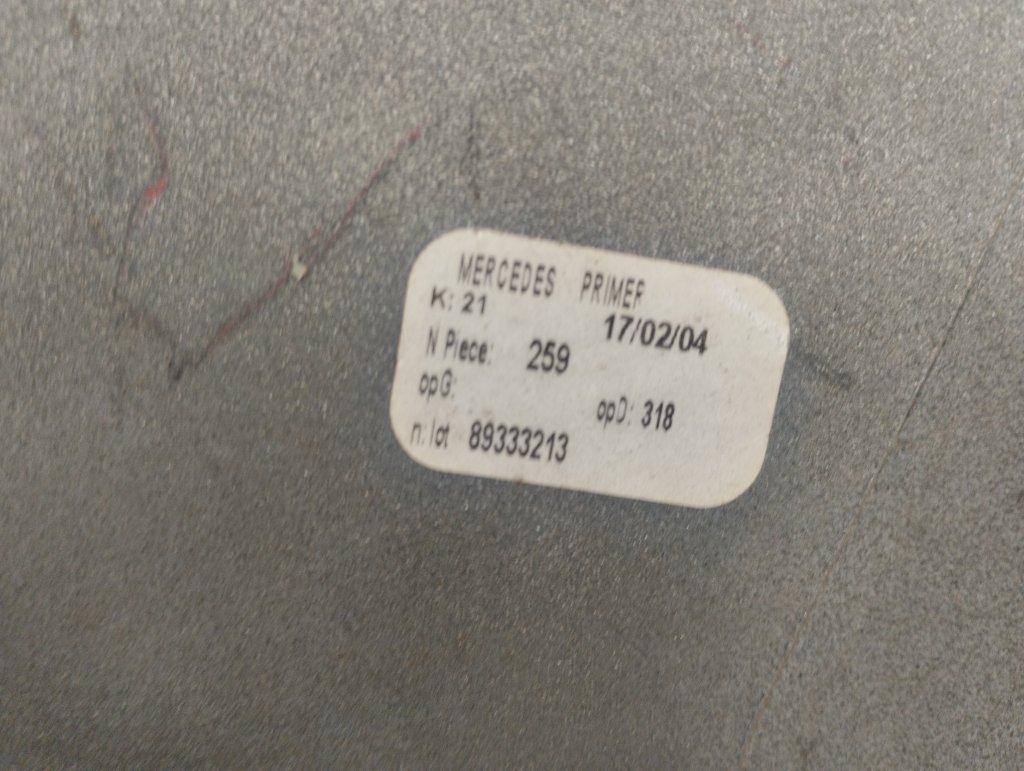 MERCEDES PRIMER
K: 21
17/02/04
N Piece: 259
opG:
opD: 318
n: lot 89333213